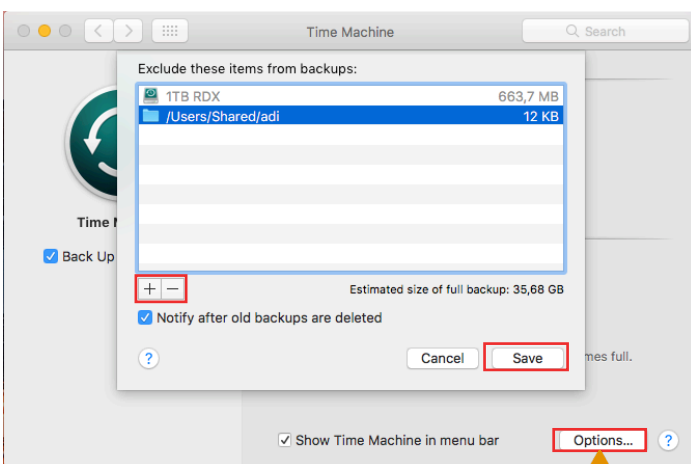 Time Machine
Search
Exclude these items from backups:
1TB RDX 663,7 MB
/Users/Shared/adi 12 KB
Time M
Back Up
+ −
Estimated size of full backup: 35,68 GB
Notify after old backups are deleted
? Cancel Save
mes full.
Show Time Machine in menu bar Options... ?